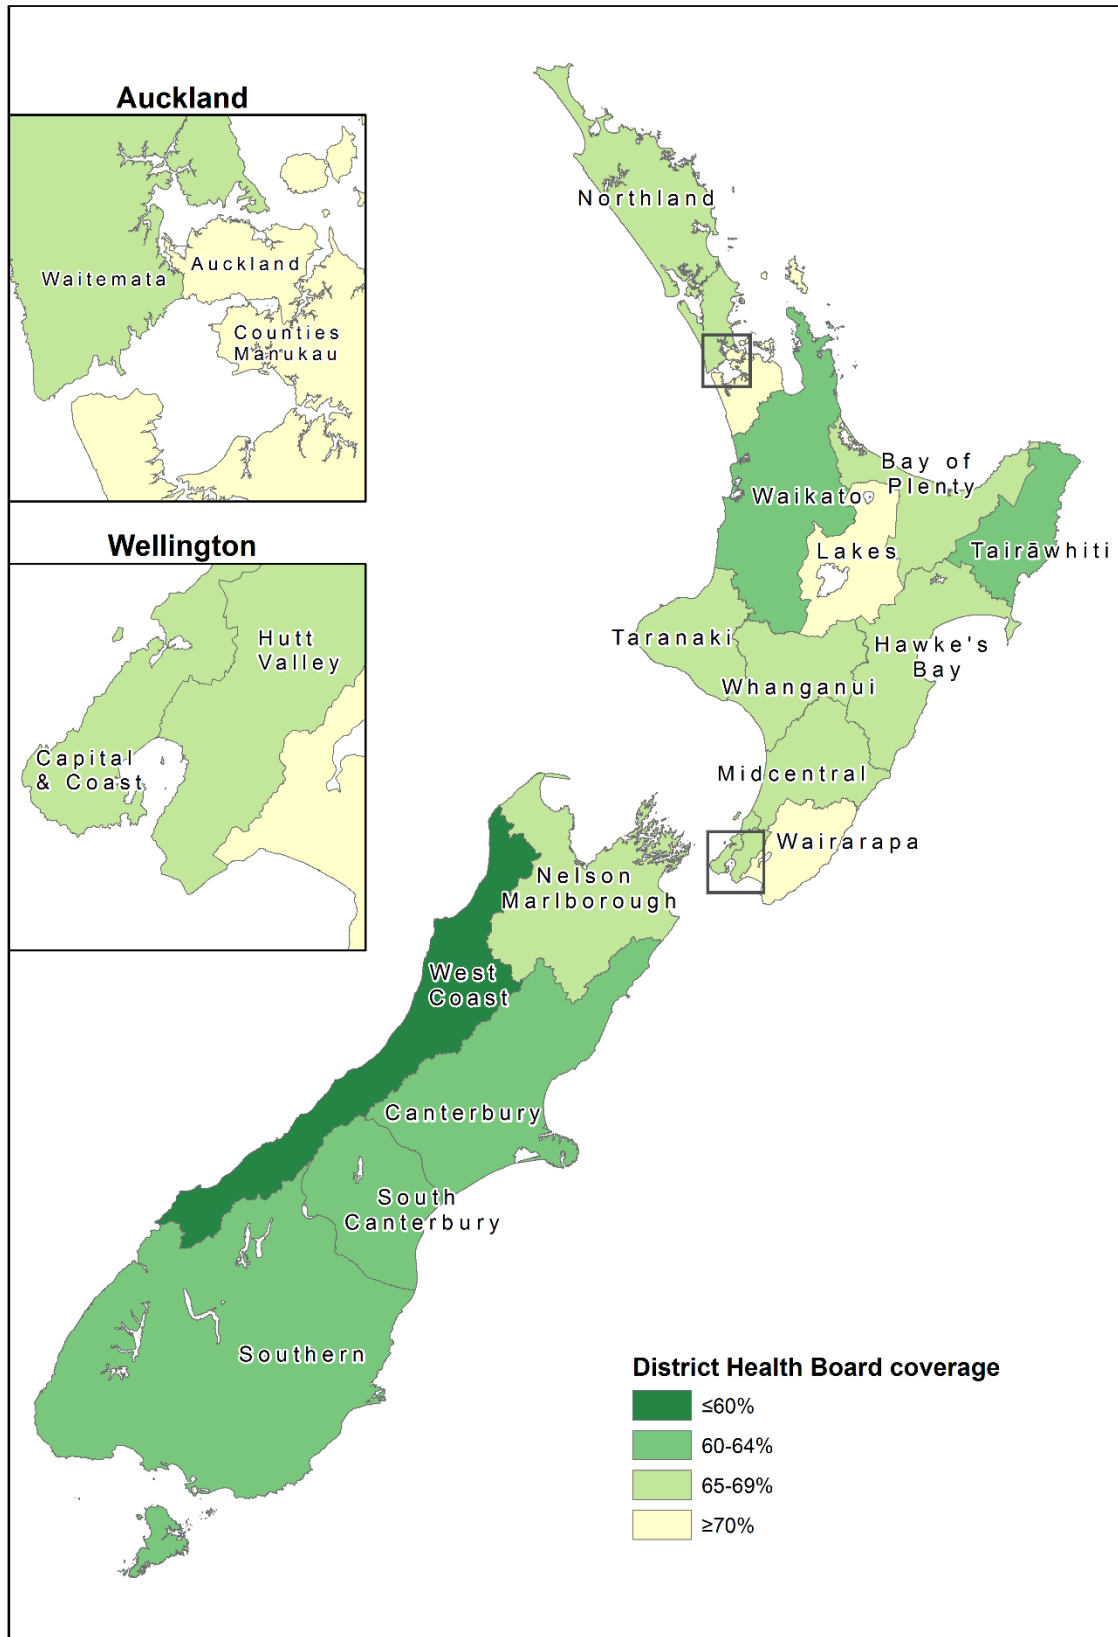 Auckland
Waitemata
Auckland
Counties
Manukau
Wellington
Hutt
Valley
Capital
& Coast
Northland
Bay of
Plenty
Waikato
Lakes
Tairāwhiti
Taranaki
Hawke's
Bay
Whanganui
Midcentral
Wairarapa
Nelson
Marlborough
West
Coast
Canterbury
South
Canterbury
Southern
District Health Board coverage
≤60%
60-64%
65-69%
≥70%